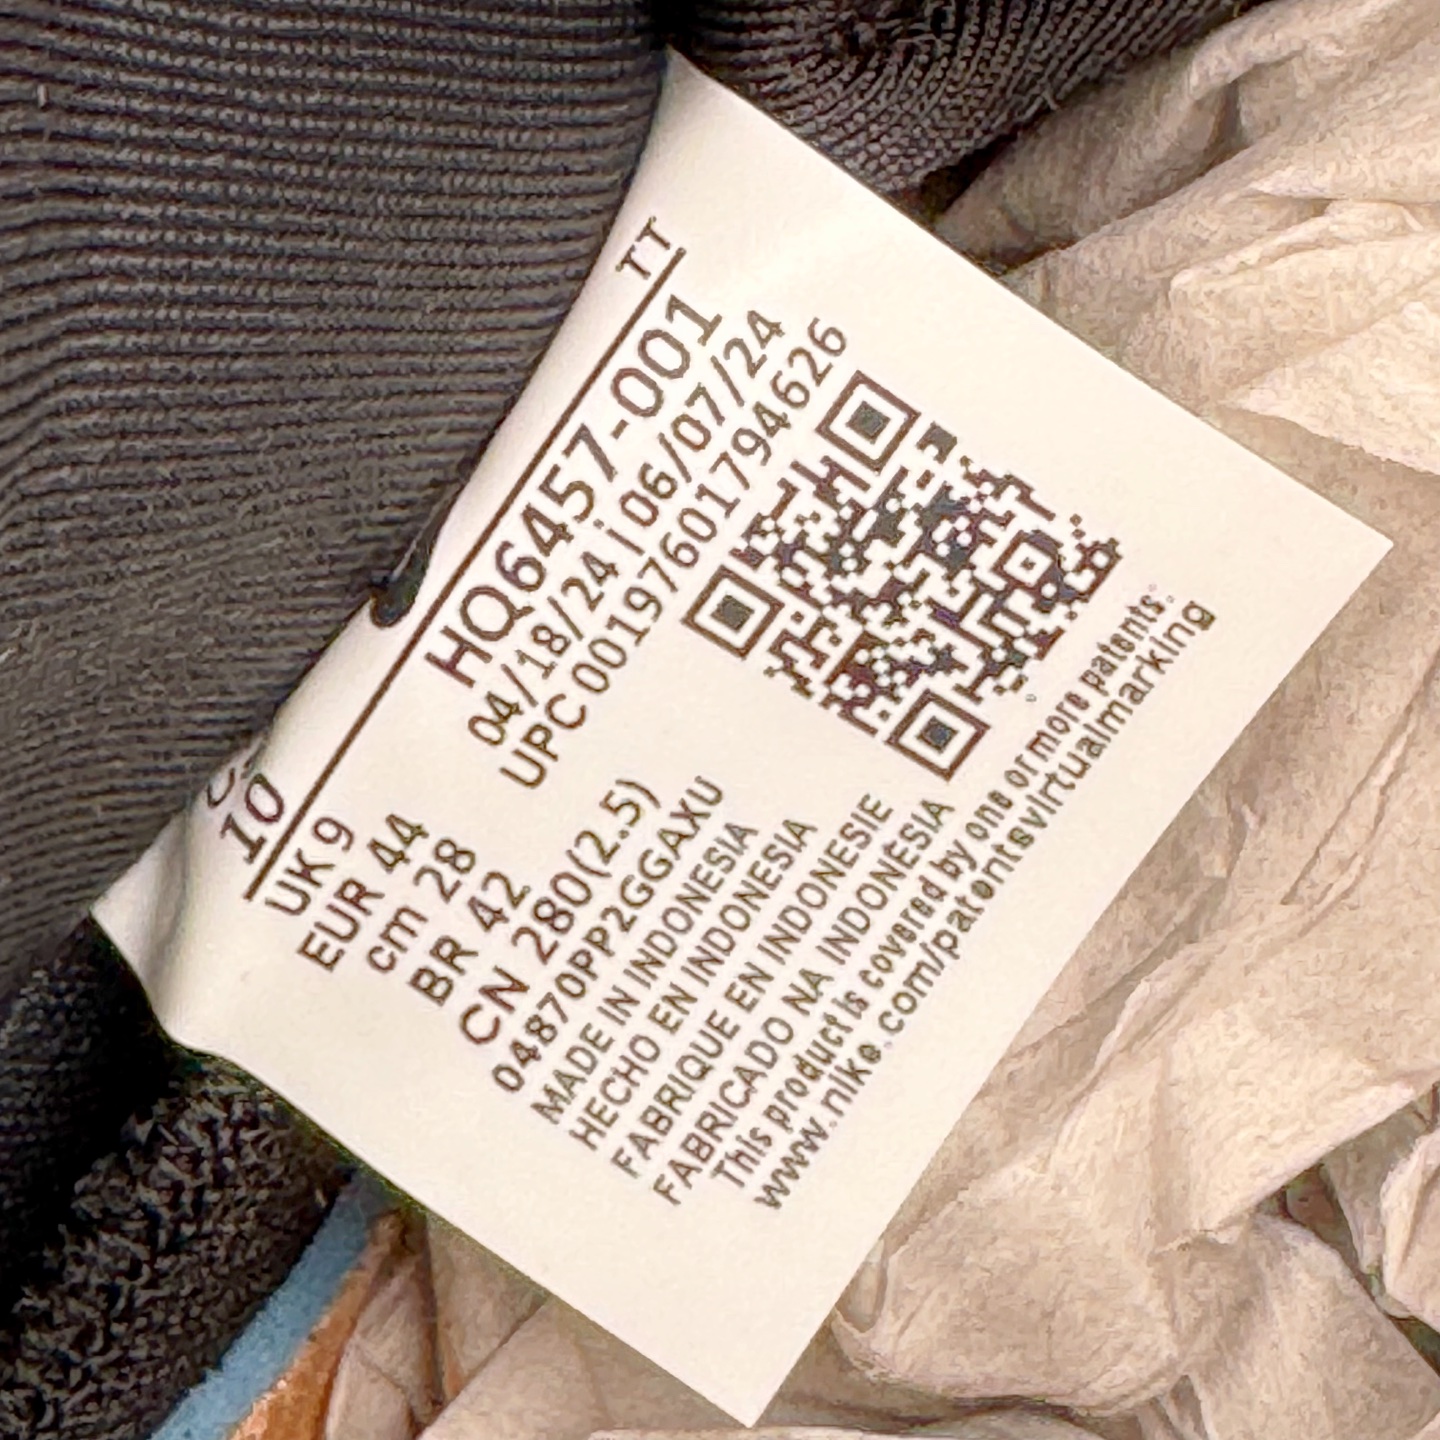 TT
10
UK 9
EUR 44
cm 28
BR 42
CN 280(2.5)
HQ6457-001
04/18/24 | 06/07/24
UPC 00197601794626
04870PP2GGAXU
MADE IN INDONESIA
HECHO EN INDONESIA
FABRIQUE EN INDONESIE
FABRICADO NA INDONÉSIA
This product is covered by one or more patents.
www.nike.com/patentsvirtualmarking